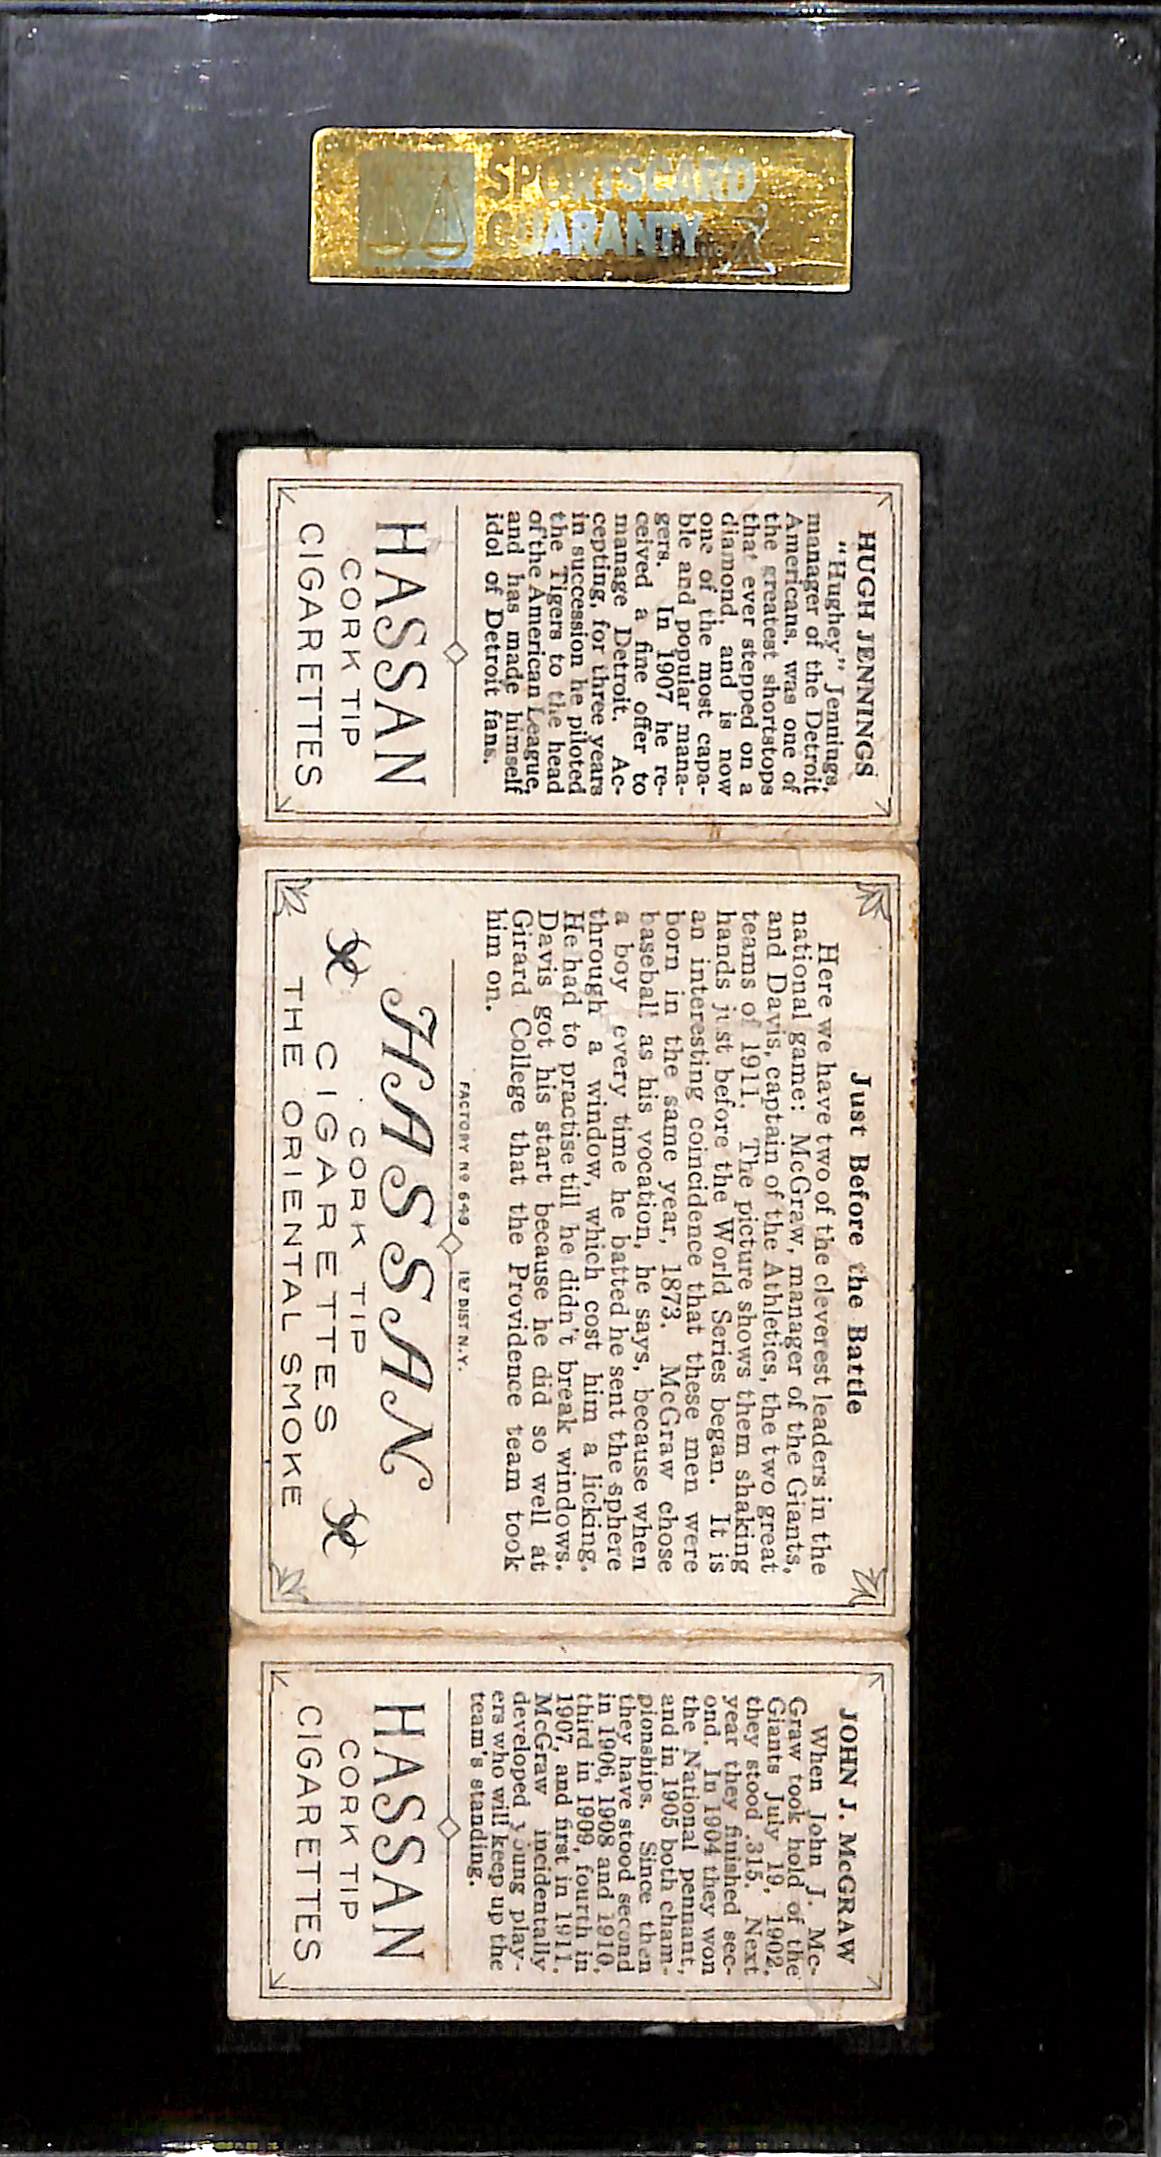 SPORTSCARD
GUARANTY
HUGH JENNINGS
"Hughey" Jennings,
manager of the Detroit
Americans, was one of
the greatest shortstops
that ever stepped on a
diamond, and is now
one of the most capa-
ble and popular mana-
gers. In 1907 he re-
ceived a fine offer to
manage Detroit. Ac-
cepting, for three years
in succession he piloted
the Tigers to the head
of the American League,
and has made himself
idol of Detroit fans.
HASSAN
CORK TIP
CIGARETTES
Just Before the Battle
Here we have two of the cleverest leaders in the
national game: McGraw, manager of the Giants,
and Davis, captain of the Athletics, the two great
teams of 1911. The picture shows them shaking
hands just before the World Series began. It is
an interesting coincidence that these men were
born in the same year, 1873. McGraw chose
baseball as his vocation, he says, because when
a boy every time he batted he sent the sphere
through a window, which cost him a licking.
He had to practise till he didn't break windows.
Davis got his start because he did so well at
Girard College that the Providence team took
him on.
FACTORY Nº 649 1ST DIST N.Y.
HASSAN
CORK TIP
CIGARETTES
THE ORIENTAL SMOKE
JOHN J. McGRAW
When John J. Mc-
Graw took hold of the
Giants July 19, 1902,
they stood .315. Next
year they finished sec-
ond. In 1904 they won
the National pennant,
and in 1905 both cham-
pionships. Since then
they have stood second
in 1906, 1908 and 1910,
third in 1909, fourth in
1907, and first in 1911.
McGraw incidentally
developed young play-
ers who will keep up the
team's standing.
HASSAN
CORK TIP
CIGARETTES